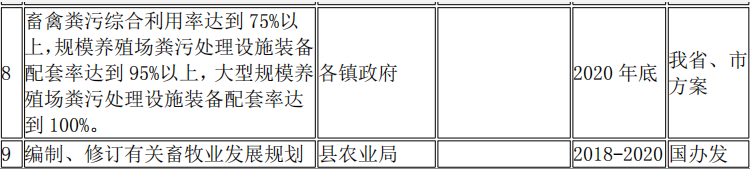 8
畜禽粪污综合利用率达到75%以
上，规模养殖场粪污处理设施装备
配套率达到95%以上，大型规模养
殖场粪污处理设施装备配套率达
到100%。
各镇政府
2020年底
我省、市
方案
9
编制、修订有关畜牧业发展规划
县农业局
2018-2020
国办发